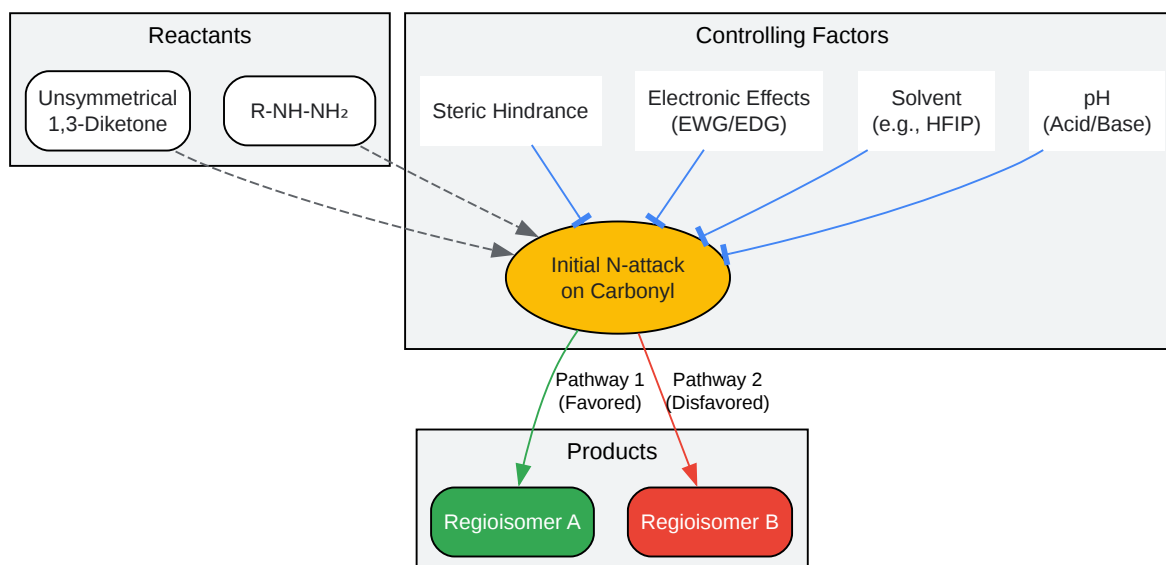 Reactants
Unsymmetrical
1,3-Diketone
R-NH-NH₂
Controlling Factors
Steric Hindrance
Electronic Effects
(EWG/EDG)
Solvent
(e.g., HFIP)
pH
(Acid/Base)
Initial N-attack
on Carbonyl
Pathway 1
(Favored)
Pathway 2
(Disfavored)
Products
Regioisomer A
Regioisomer B